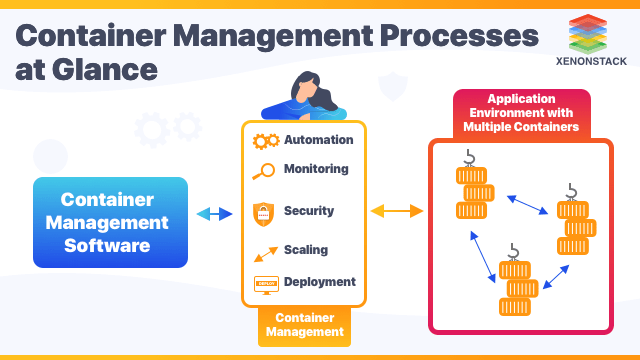 Container Management Processes
at Glance
XENONSTACK
Container
Management
Software
Automation
Monitoring
Security
Scaling
DEPLOY
Deployment
Container
Management
Application
Environment with
Multiple Containers